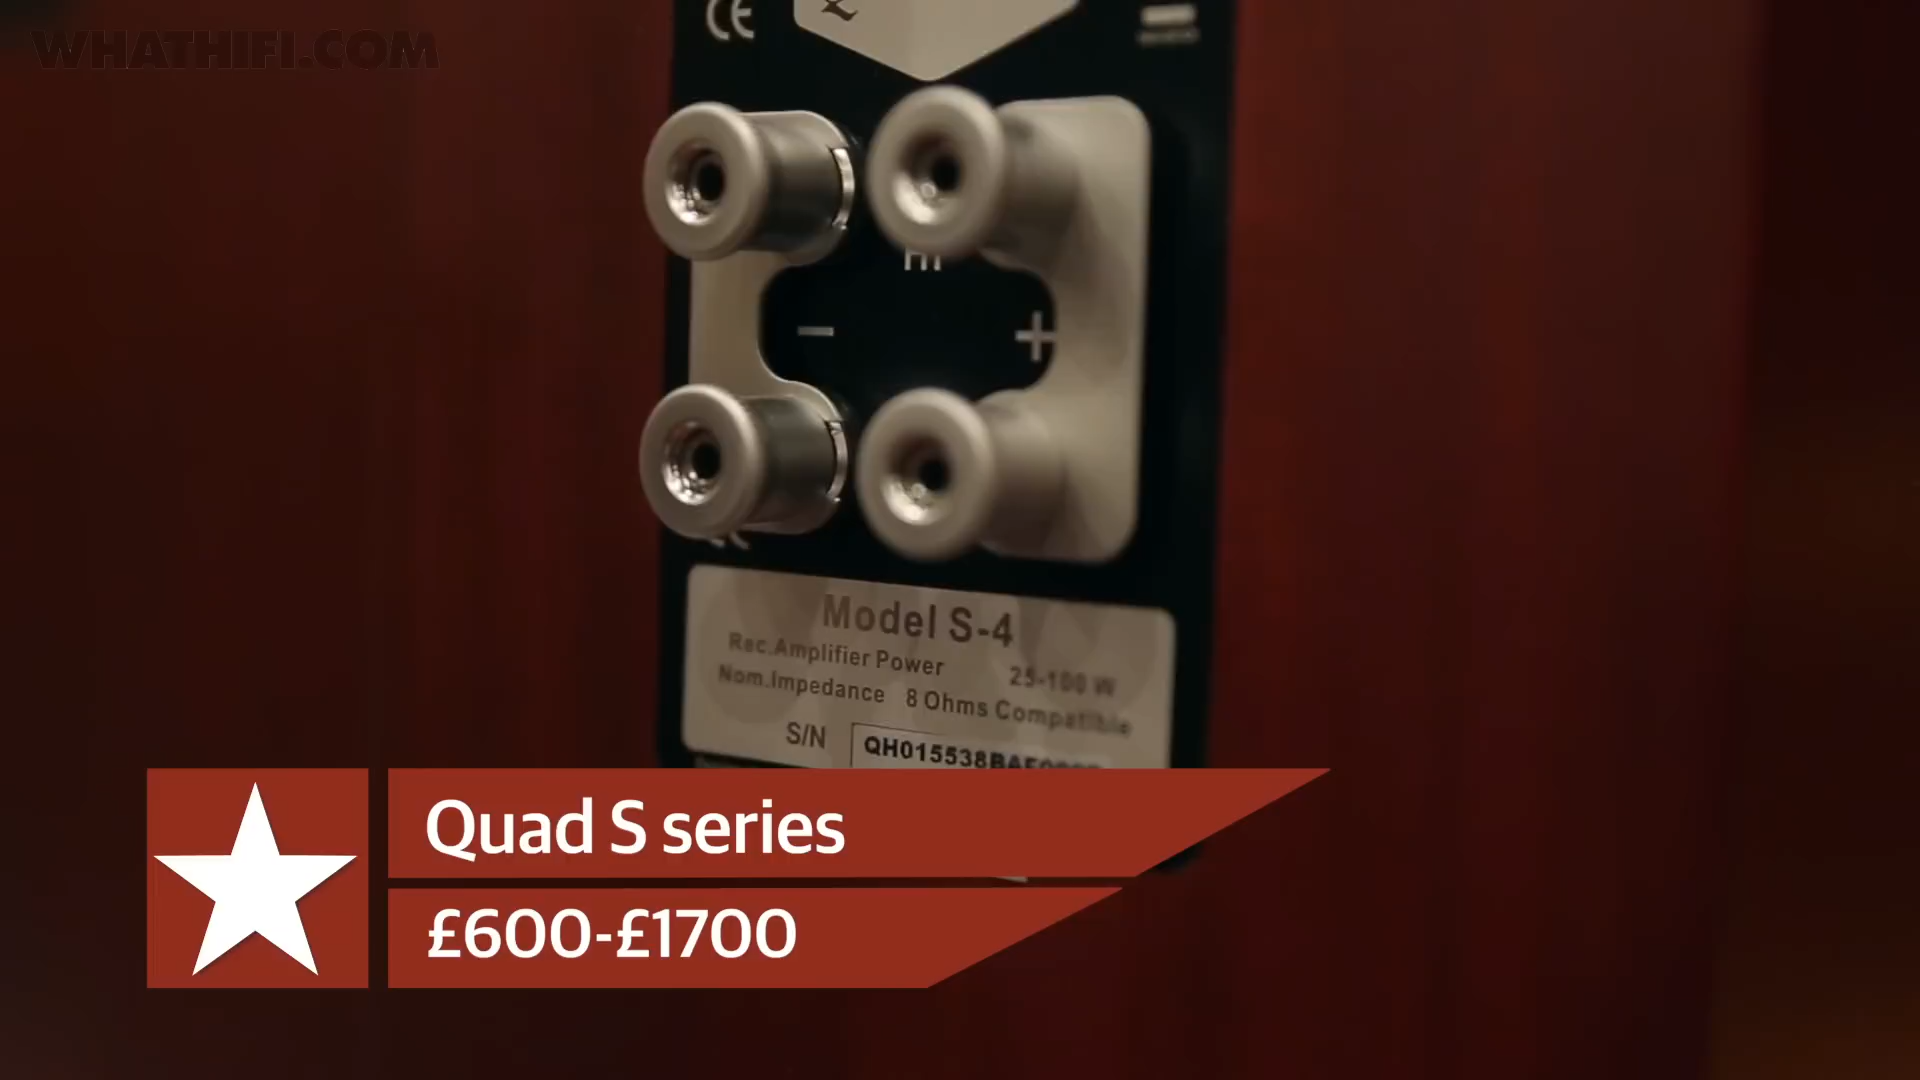 WHATHIFI.COM
CE
HI
- +
Model S-4
Rec.Amplifier Power 25-100 W
Nom.Impedance 8 Ohms Compatible
S/N
Quad S series
£600-£1700